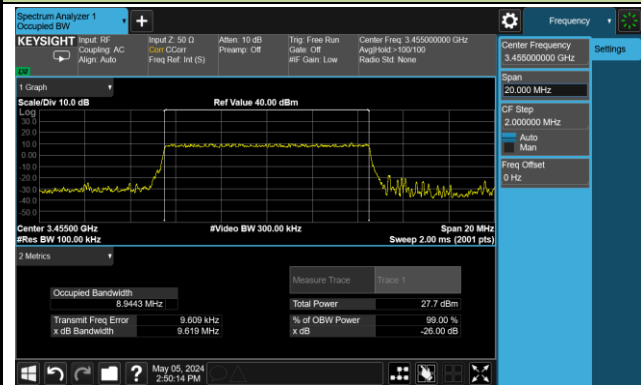 Spectrum Analyzer 1
Occupied BW
Frequency
KEYSIGHT
Input: RF
Coupling: AC
Align: Auto
Input Z: 50 Ω
Corr CCorr
Freq Ref: Int (S)
Atten: 10 dB
Preamp: Off
Trig: Free Run
Gate: Off
#IF Gain: Low
Center Freq: 3.455000000 GHz
Avg|Hold:>100/100
Radio Std: None
Center Frequency
3.455000000 GHz
Settings
Span
20.000 MHz
CF Step
2.000000 MHz
Auto
Man
Freq Offset
0 Hz
1 Graph
Scale/Div 10.0 dB
Ref Value 40.00 dBm
Log
30.0
20.0
10.0
0.00
-10.0
-20.0
-30.0
-40.0
-50.0
Center 3.45500 GHz
#Video BW 300.00 kHz
Span 20 MHz
#Res BW 100.00 kHz
Sweep 2.00 ms (2001 pts)
2 Metrics
Measure Trace
Trace 1
Occupied Bandwidth
8.9443 MHz
Total Power
27.7 dBm
Transmit Freq Error
9.609 kHz
% of OBW Power
99.00 %
x dB Bandwidth
9.619 MHz
x dB
-26.00 dB
May 05, 2024
2:50:14 PM